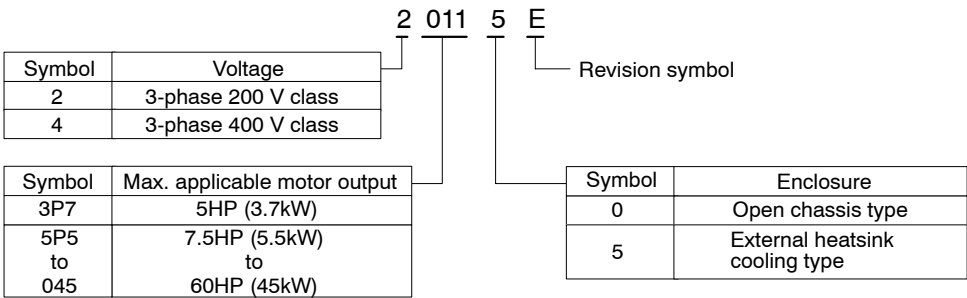 2 011 5 E
Symbol Voltage
2 3-phase 200 V class
4 3-phase 400 V class
Revision symbol
Symbol Max. applicable motor output
3P7 5HP (3.7kW)
5P5 7.5HP (5.5kW)
to to
045 60HP (45kW)
Symbol Enclosure
0 Open chassis type
5 External heatsink
cooling type